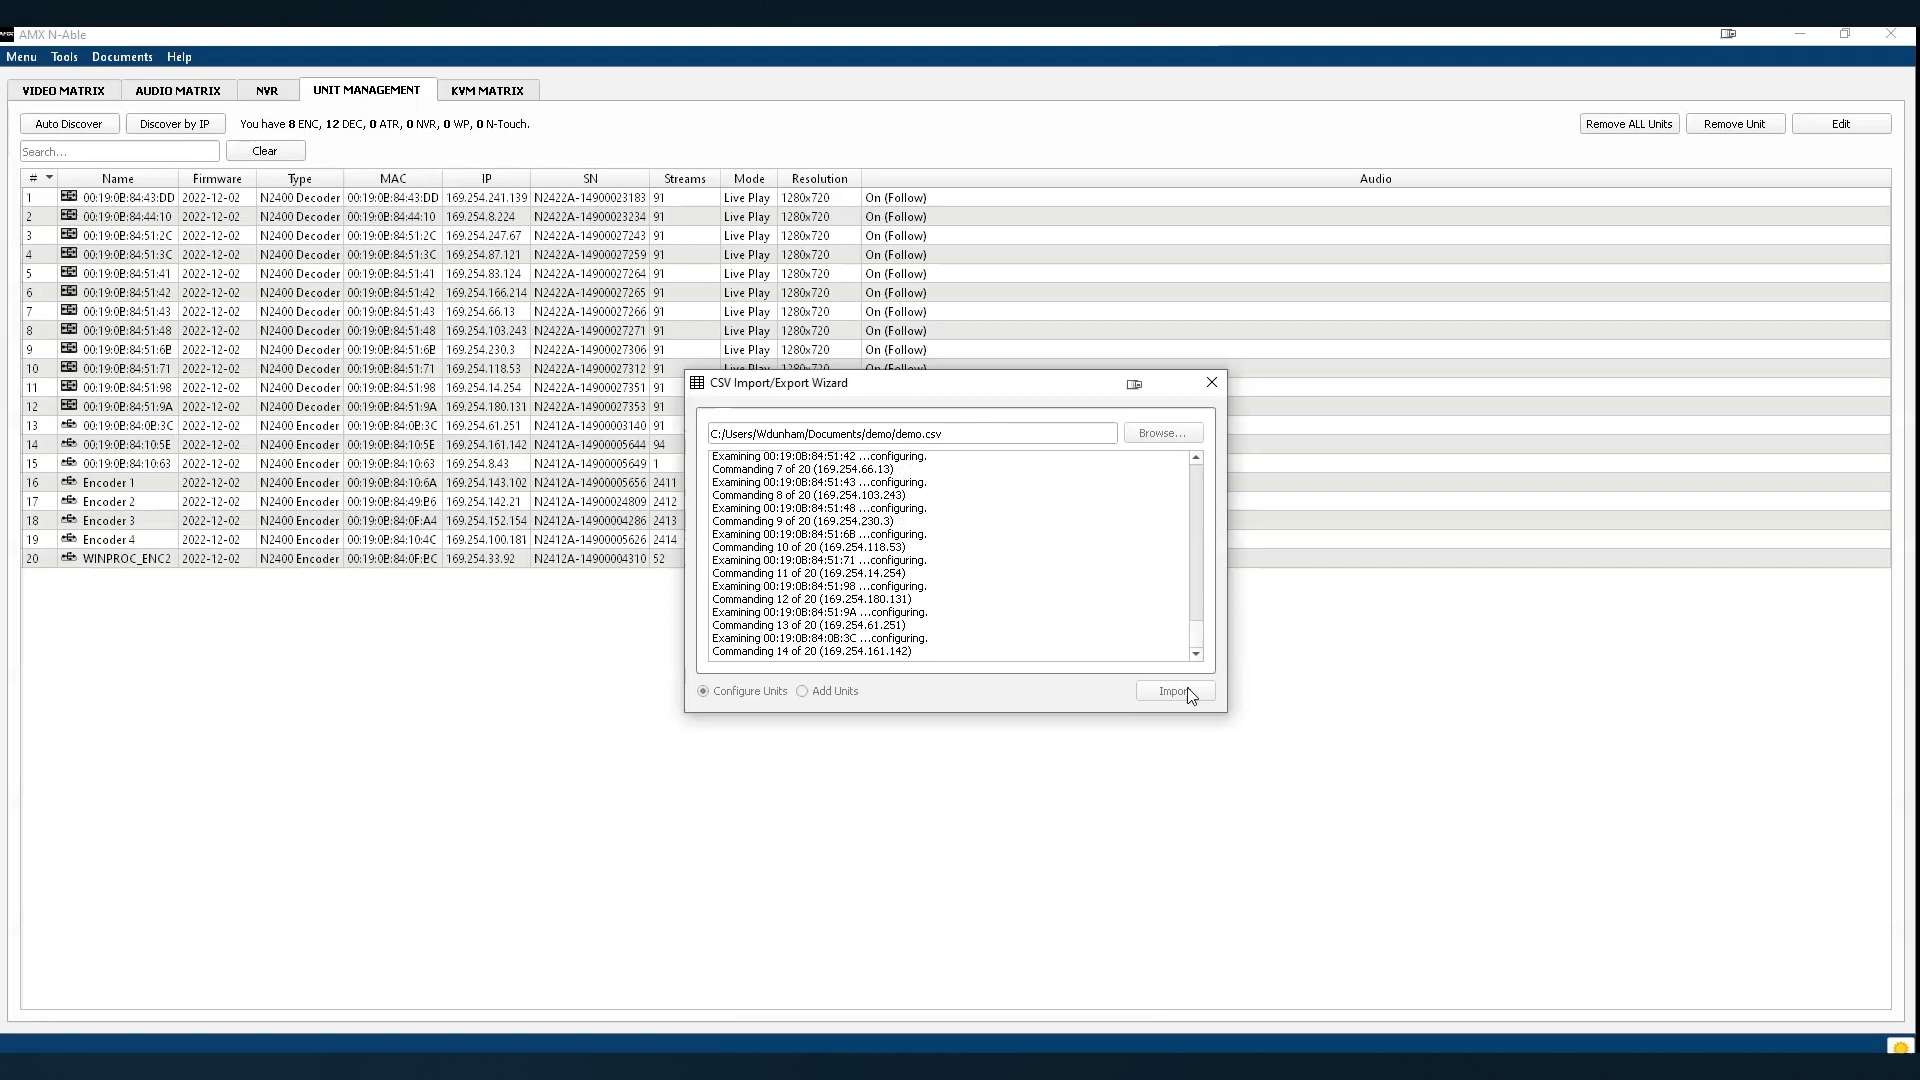 AMX N-Able
Menu Tools Documents Help
VIDEO MATRIX AUDIO MATRIX NVR UNIT MANAGEMENT KVM MATRIX
Auto Discover Discover by IP You have 8 ENC, 12 DEC, 0 ATR, 0 NVR, 0 WP, 0 N-Touch. Remove ALL Units Remove Unit Edit
Search... Clear
# Name Firmware Type MAC IP SN Streams Mode Resolution Audio
1 00:19:0B:84:43:DD 2022-12-02 N2400 Decoder 00:19:0B:84:43:DD 169.254.241.139 N2422A-14900023183 91 Live Play 1280x720 On (Follow)
2 00:19:0B:84:44:10 2022-12-02 N2400 Decoder 00:19:0B:84:44:10 169.254.8.224 N2422A-14900023234 91 Live Play 1280x720 On (Follow)
3 00:19:0B:84:51:2C 2022-12-02 N2400 Decoder 00:19:0B:84:51:2C 169.254.247.67 N2422A-14900027243 91 Live Play 1280x720 On (Follow)
4 00:19:0B:84:51:3C 2022-12-02 N2400 Decoder 00:19:0B:84:51:3C 169.254.87.121 N2422A-14900027259 91 Live Play 1280x720 On (Follow)
5 00:19:0B:84:51:41 2022-12-02 N2400 Decoder 00:19:0B:84:51:41 169.254.83.124 N2422A-14900027264 91 Live Play 1280x720 On (Follow)
6 00:19:0B:84:51:42 2022-12-02 N2400 Decoder 00:19:0B:84:51:42 169.254.166.214 N2422A-14900027265 91 Live Play 1280x720 On (Follow)
7 00:19:0B:84:51:43 2022-12-02 N2400 Decoder 00:19:0B:84:51:43 169.254.66.13 N2422A-14900027266 91 Live Play 1280x720 On (Follow)
8 00:19:0B:84:51:48 2022-12-02 N2400 Decoder 00:19:0B:84:51:48 169.254.103.243 N2422A-14900027271 91 Live Play 1280x720 On (Follow)
9 00:19:0B:84:51:6B 2022-12-02 N2400 Decoder 00:19:0B:84:51:6B 169.254.230.3 N2422A-14900027306 91 Live Play 1280x720 On (Follow)
10 00:19:0B:84:51:71 2022-12-02 N2400 Decoder 00:19:0B:84:51:71 169.254.118.53 N2422A-14900027312 91 Live Play 1280x720 On (Follow)
11 00:19:0B:84:51:98 2022-12-02 N2400 Decoder 00:19:0B:84:51:98 169.254.14.254 N2422A-14900027351 91
12 00:19:0B:84:51:9A 2022-12-02 N2400 Decoder 00:19:0B:84:51:9A 169.254.180.131 N2422A-14900027353 91
13 00:19:0B:84:0B:3C 2022-12-02 N2400 Encoder 00:19:0B:84:0B:3C 169.254.61.251 N2412A-14900003140 91
14 00:19:0B:84:10:5E 2022-12-02 N2400 Encoder 00:19:0B:84:10:5E 169.254.161.142 N2412A-14900005644 94
15 00:19:0B:84:10:63 2022-12-02 N2400 Encoder 00:19:0B:84:10:63 169.254.8.43 N2412A-14900005649 1
16 Encoder 1 2022-12-02 N2400 Encoder 00:19:0B:84:10:6A 169.254.143.102 N2412A-14900005656 2411
17 Encoder 2 2022-12-02 N2400 Encoder 00:19:0B:84:49:B6 169.254.142.21 N2412A-14900024809 2412
18 Encoder 3 2022-12-02 N2400 Encoder 00:19:0B:84:0F:A4 169.254.152.154 N2412A-14900004286 2413
19 Encoder 4 2022-12-02 N2400 Encoder 00:19:0B:84:10:4C 169.254.100.181 N2412A-14900005626 2414
20 WINPROC_ENC2 2022-12-02 N2400 Encoder 00:19:0B:84:0F:BC 169.254.33.92 N2412A-14900004310 52
CSV Import/Export Wizard
C:/Users/Wdunham/Documents/demo/demo.csv Browse...
Examining 00:19:0B:84:51:42 ...configuring.
Commanding 7 of 20 (169.254.66.13)
Examining 00:19:0B:84:51:43 ...configuring.
Commanding 8 of 20 (169.254.103.243)
Examining 00:19:0B:84:51:48 ...configuring.
Commanding 9 of 20 (169.254.230.3)
Examining 00:19:0B:84:51:6B ...configuring.
Commanding 10 of 20 (169.254.118.53)
Examining 00:19:0B:84:51:71 ...configuring.
Commanding 11 of 20 (169.254.14.254)
Examining 00:19:0B:84:51:98 ...configuring.
Commanding 12 of 20 (169.254.180.131)
Examining 00:19:0B:84:51:9A ...configuring.
Commanding 13 of 20 (169.254.61.251)
Examining 00:19:0B:84:0B:3C ...configuring.
Commanding 14 of 20 (169.254.161.142)
Configure Units Add Units Import